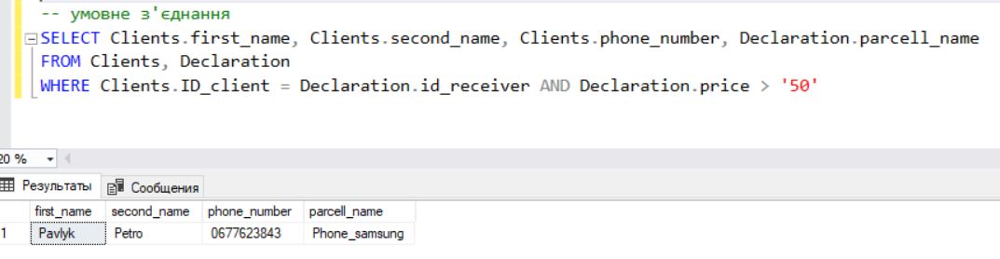 -- умовне з'єднання
SELECT Clients.first_name, Clients.second_name, Clients.phone_number, Declaration.parcell_name
FROM Clients, Declaration
WHERE Clients.ID_client = Declaration.id_receiver AND Declaration.price > '50'
20 %
Результаты Сообщения
first_name second_name phone_number parcell_name
1 Pavlyk Petro 0677623843 Phone_samsung